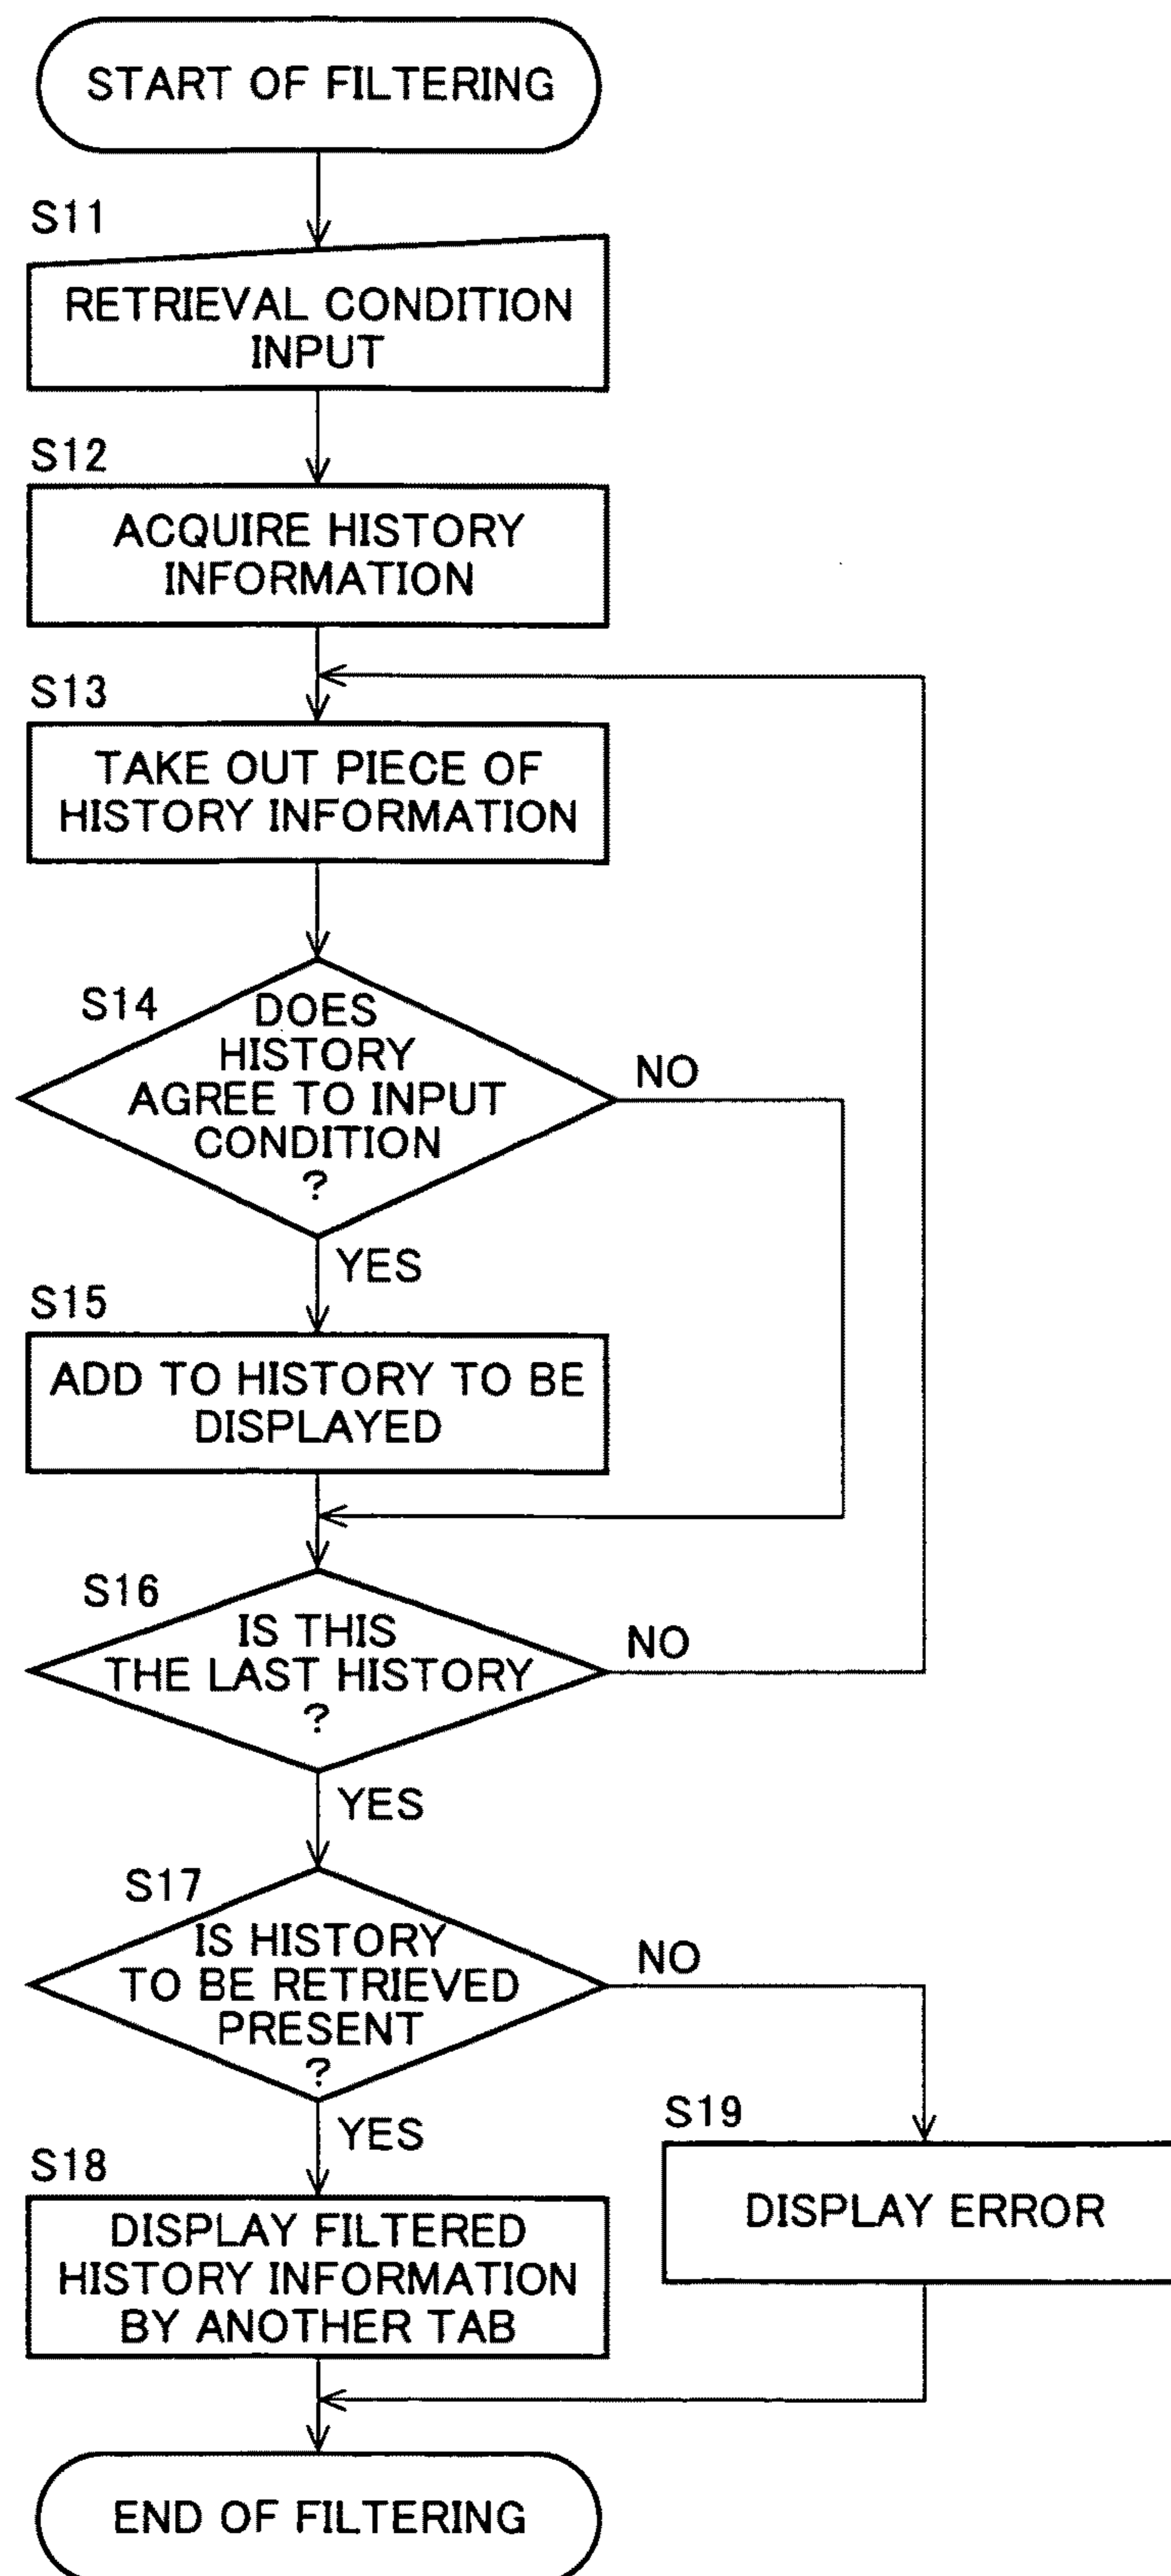 START OF FILTERING
S11
RETRIEVAL CONDITION
INPUT
S12
ACQUIRE HISTORY
INFORMATION
S13
TAKE OUT PIECE OF
HISTORY INFORMATION
S14
DOES
HISTORY
AGREE TO INPUT
CONDITION
?
NO
YES
S15
ADD TO HISTORY TO BE
DISPLAYED
S16
IS THIS
THE LAST HISTORY
?
NO
YES
S17
IS HISTORY
TO BE RETRIEVED
PRESENT
?
NO
YES
S18
DISPLAY FILTERED
HISTORY INFORMATION
BY ANOTHER TAB
S19
DISPLAY ERROR
END OF FILTERING